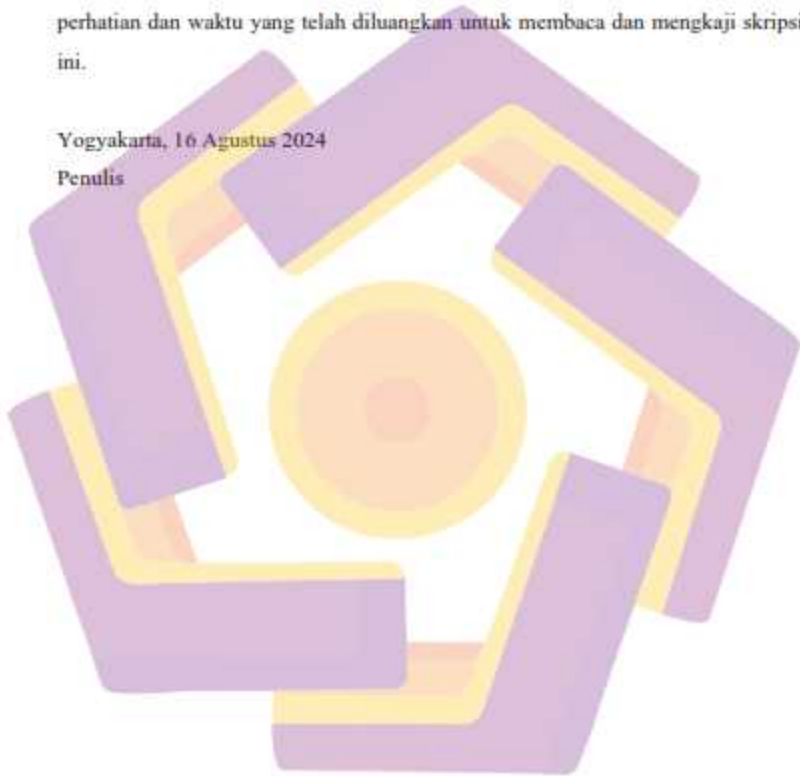 perhatian dan waktu yang telah diluangkan untuk membaca dan mengkaji skripsi
ini.
Yogyakarta, 16 Agustus 2024
Penulis